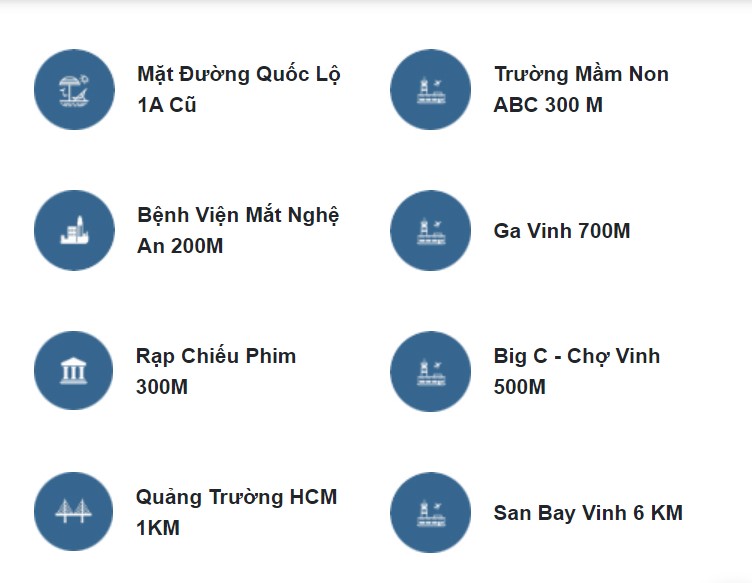 Mặt Đường Quốc Lộ
1A Cũ
Trường Mầm Non
ABC 300 M
Bệnh Viện Mắt Nghệ
An 200M
Ga Vinh 700M
Rạp Chiếu Phim
300M
Big C - Chợ Vinh
500M
Quảng Trường HCM
1KM
San Bay Vinh 6 KM